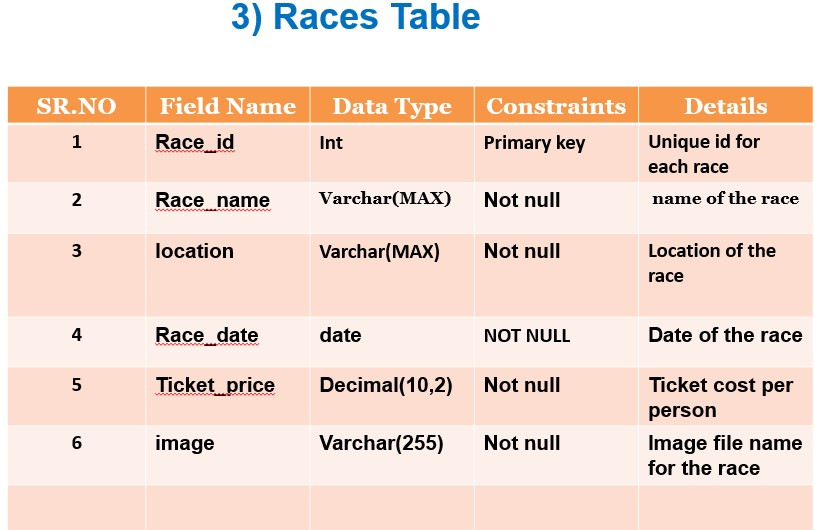 3) Races Table
SR.NO Field Name Data Type Constraints Details
1 Race_id Int Primary key Unique id for
each race
2 Race_name Varchar(MAX) Not null name of the race
3 location Varchar(MAX) Not null Location of the
race
4 Race_date date NOT NULL Date of the race
5 Ticket_price Decimal(10,2) Not null Ticket cost per
person
6 image Varchar(255) Not null Image file name
for the race